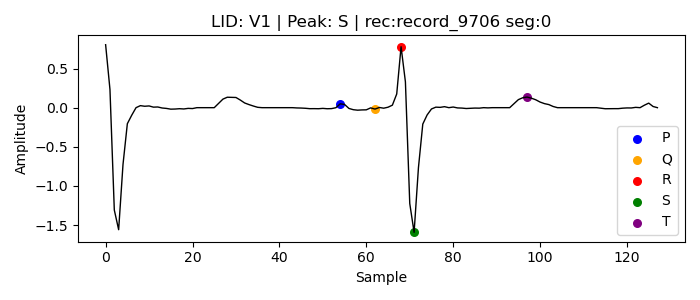 LID: V1 | Peak: S | rec:record_9706 seg:0
Amplitude
0.5
0.0
−0.5
−1.0
−1.5
P
Q
R
S
T
0 20 40 60 80 100 120
Sample